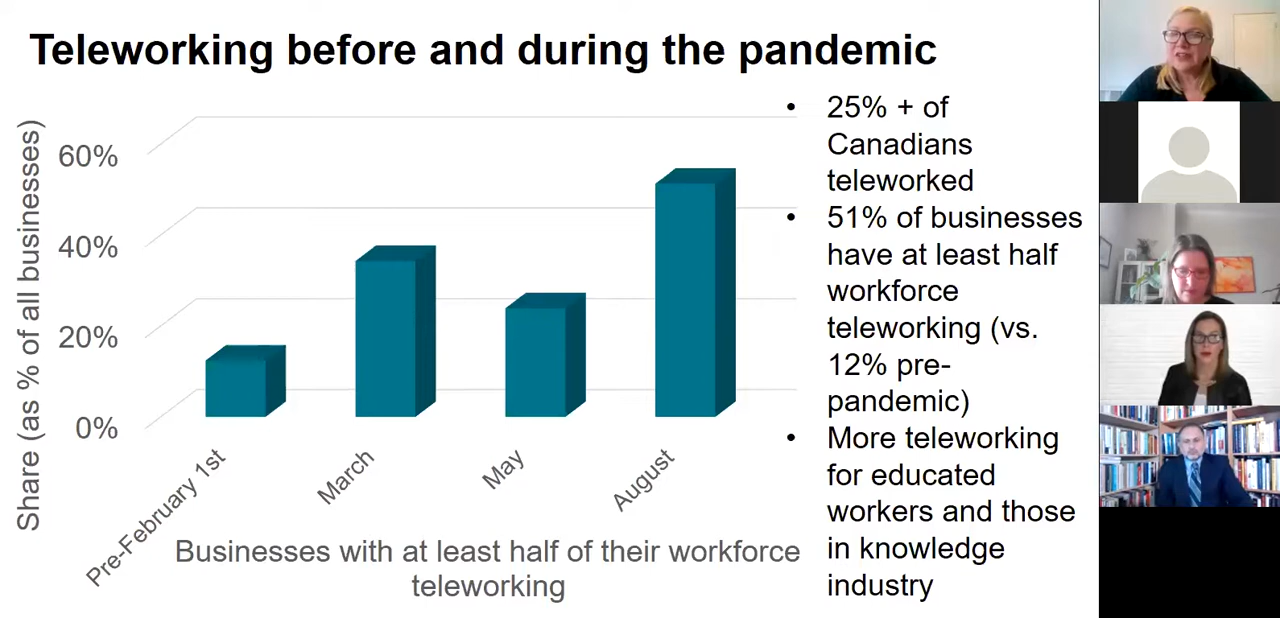 Teleworking before and during the pandemic
Share (as % of all businesses)
60%
40%
20%
0%
Pre-February 1st
March
May
August
Businesses with at least half of their workforce
teleworking
• 25% + of
Canadians
teleworked
• 51% of businesses
have at least half
workforce
teleworking (vs.
12% pre-
pandemic)
• More teleworking
for educated
workers and those
in knowledge
industry